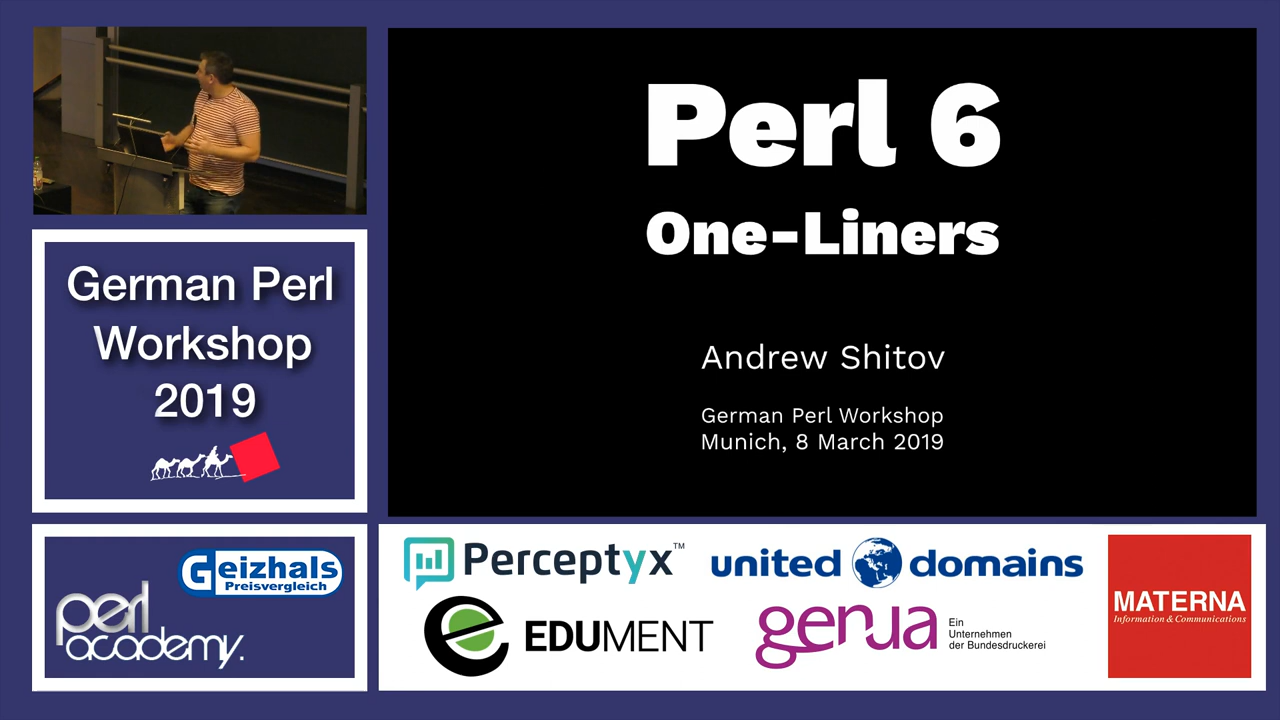 Perl 6
One-Liners
Andrew Shitov
German Perl Workshop
Munich, 8 March 2019
German Perl
Workshop
2019
Geizhals
Preisvergleich
perl
academy.
Perceptyx™
united domains
EDUMENT
genua
Ein
Unternehmen
der Bundesdruckerei
MATERNA
Information & Communications